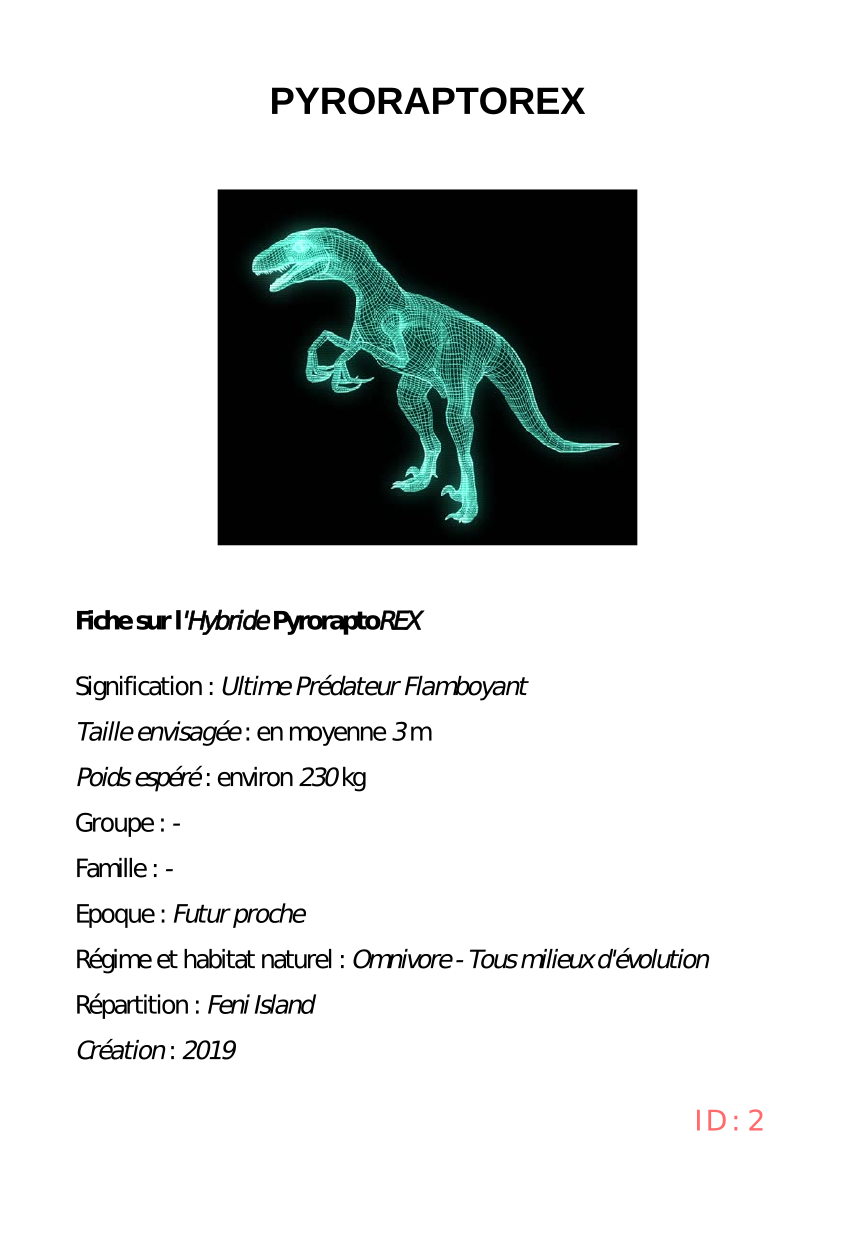 PYRORAPTOREX
Fiche sur l'Hybride PyroraptoREX
Signification : Ultime Prédateur Flamboyant
Taille envisagée : en moyenne 3 m
Poids espéré : environ 230 kg
Groupe : -
Famille : -
Epoque : Futur proche
Régime et habitat naturel : Omnivore - Tous milieux d'évolution
Répartition : Feni Island
Création : 2019
ID : 2